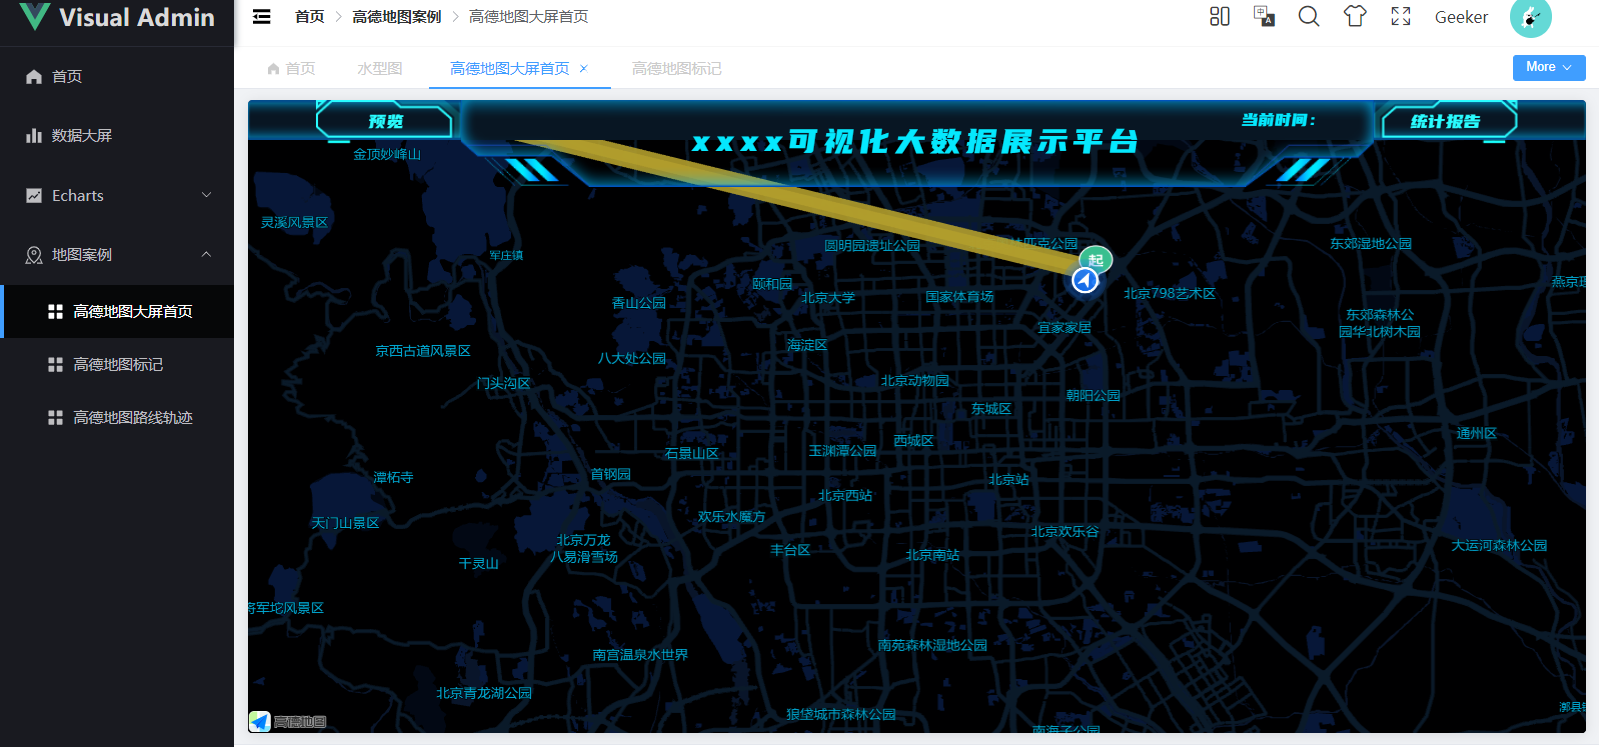 Visual Admin
首页
数据大屏
Echarts
地图案例
高德地图大屏首页
高德地图标记
高德地图路线轨迹
首页 高德地图案例 高德地图大屏首页
Geeker
首页 水型图 高德地图大屏首页 高德地图标记
More
预览
xxxx可视化大数据展示平台
当前时间：
统计报告
金顶妙峰山
灵溪风景区
军庄镇
圆明园遗址公园
匹克公园
起
东郊湿地公园
颐和园
北京大学
国家体育场
北京798艺术区
香山公园
宜家家居
东郊森林公
园华北树木园
京西古道风景区
八大处公园
海淀区
门头沟区
北京动物园
朝阳公园
东城区
西城区
通州区
石景山区
玉渊潭公园
首钢园
潭柘寺
北京站
北京西站
天门山景区
欢乐水魔方
北京欢乐谷
北京万龙
八易滑雪场
丰台区
北京南站
大运河森林公园
千灵山
将军坨风景区
南宫温泉水世界
南苑森林湿地公园
北京青龙湖公园
狼垡城市森林公园
南海子公园
高德地图